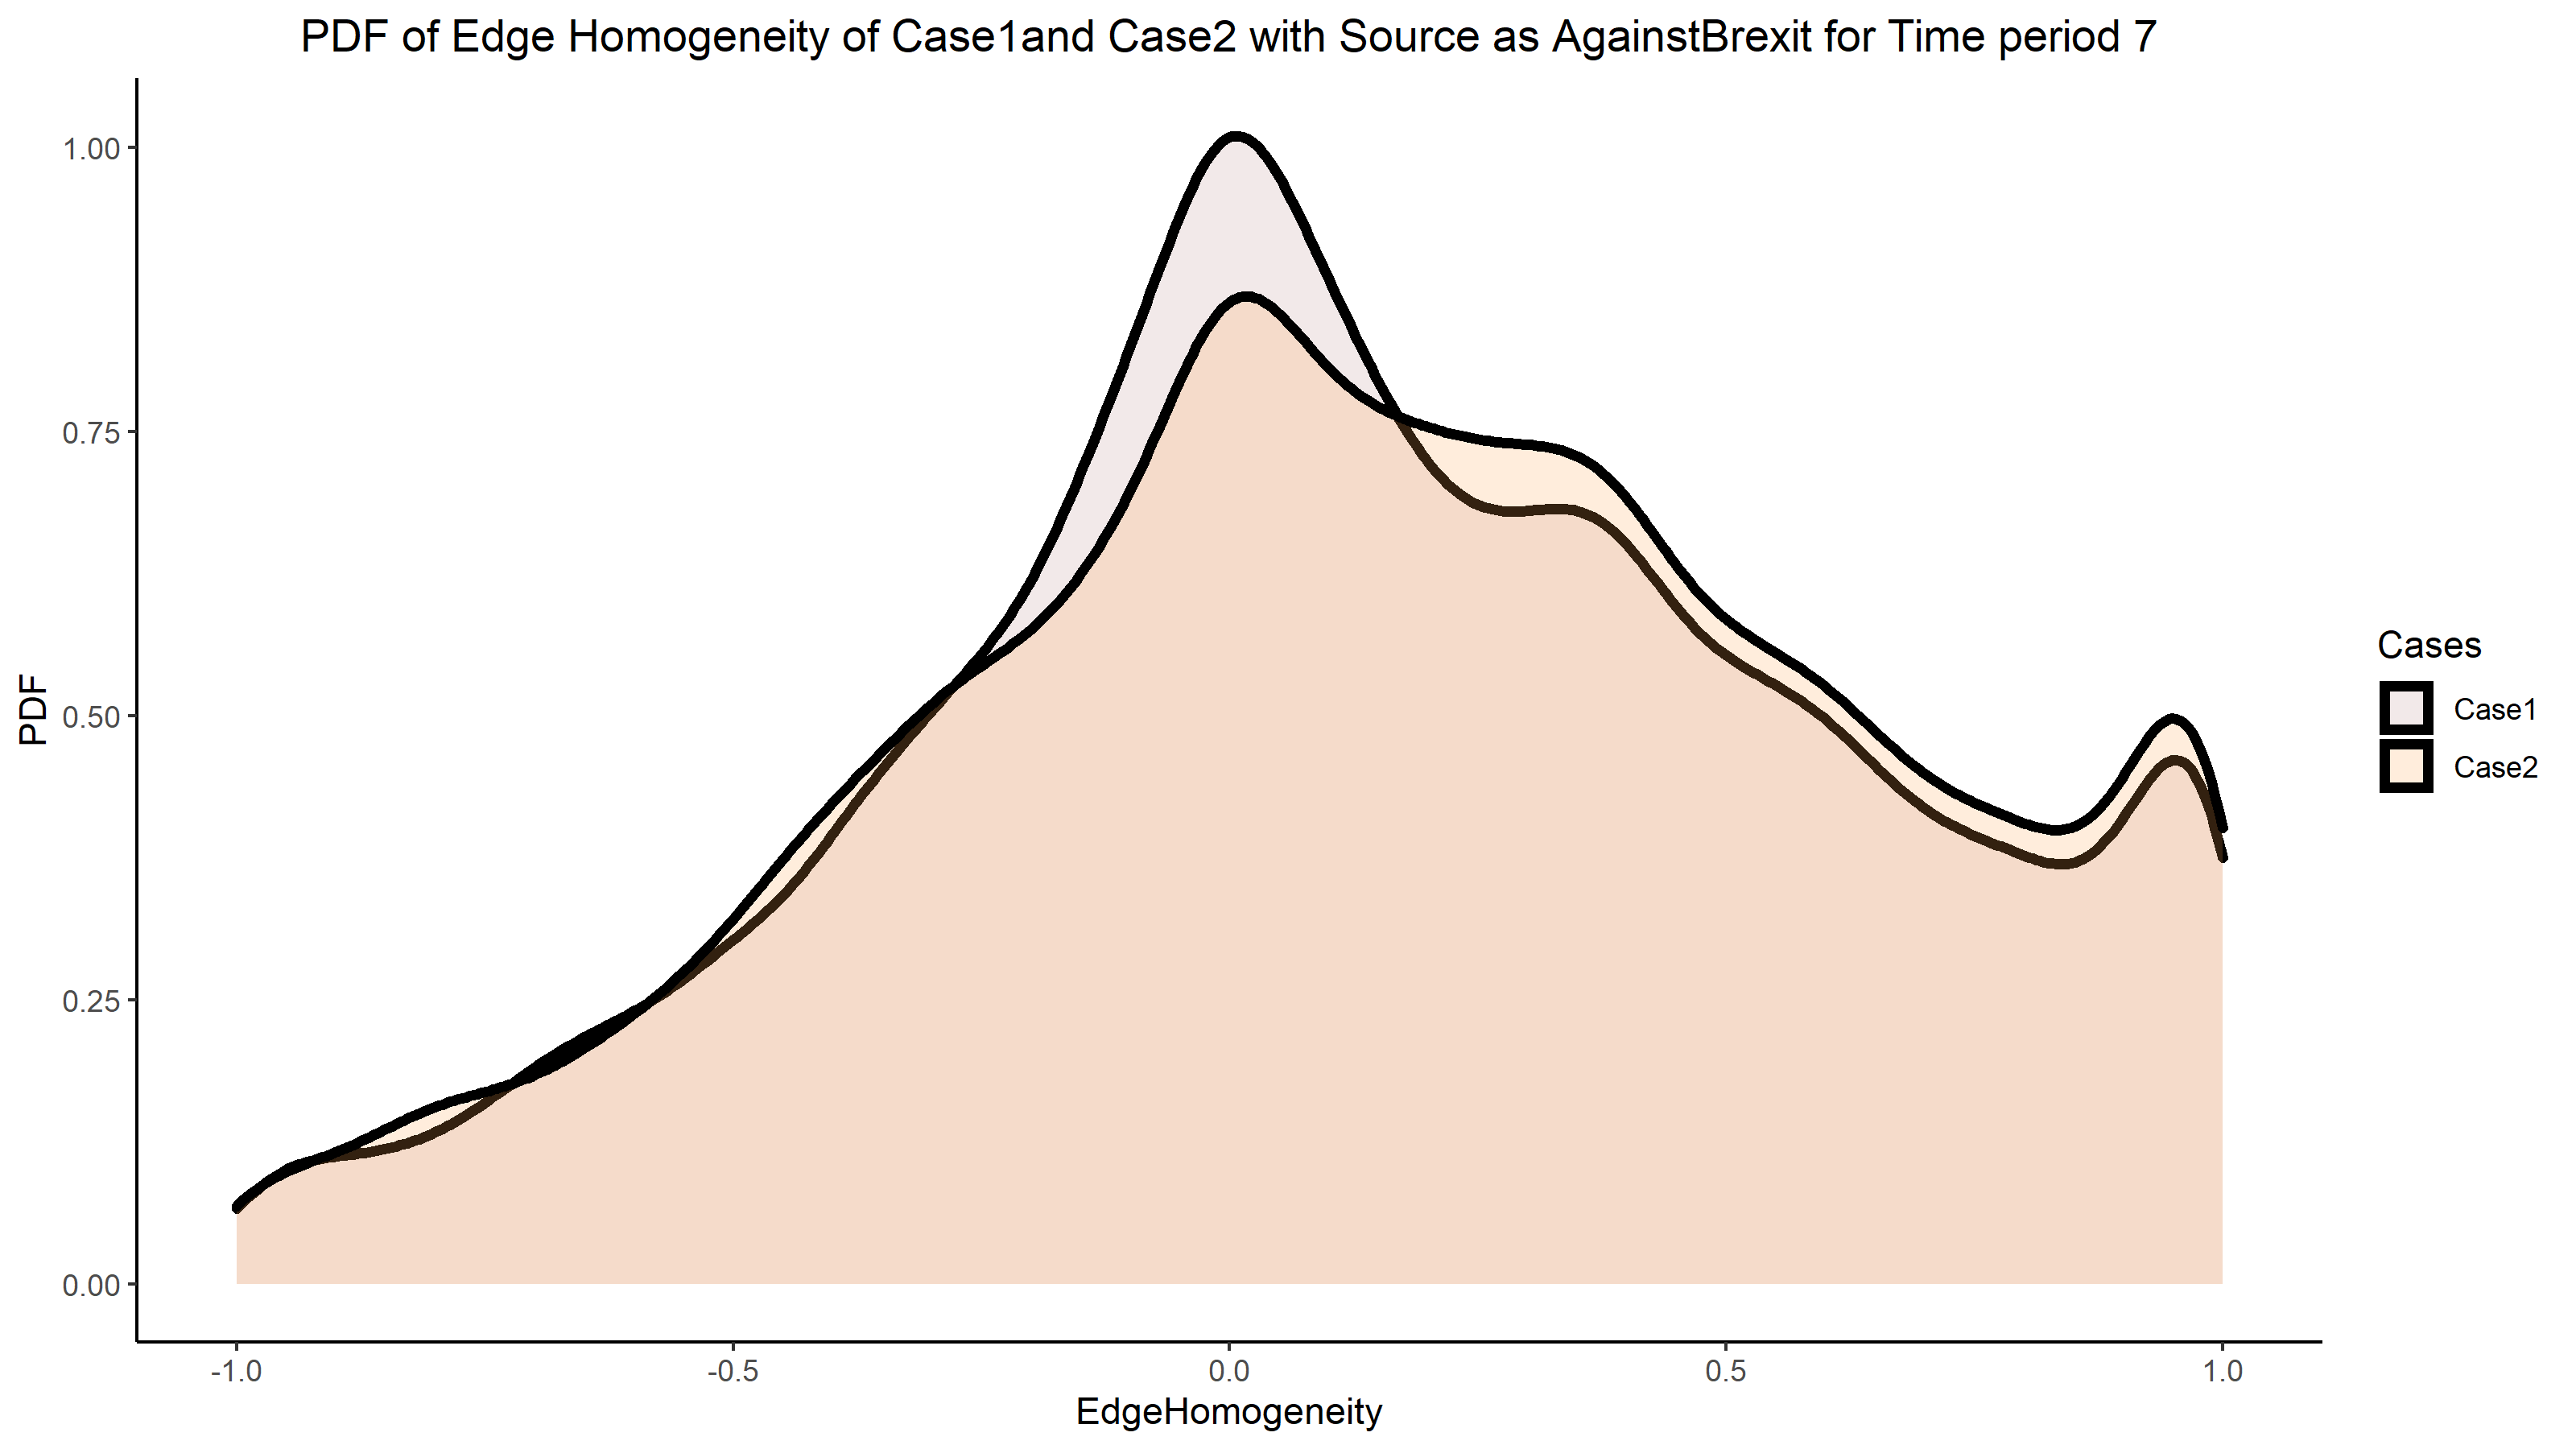 PDF of Edge Homogeneity of Case1and Case2 with Source as AgainstBrexit for Time period 7
1.00
0.75
0.50
0.25
0.00
PDF
-1.0
-0.5
0.0
0.5
1.0
EdgeHomogeneity
Cases
Case1
Case2